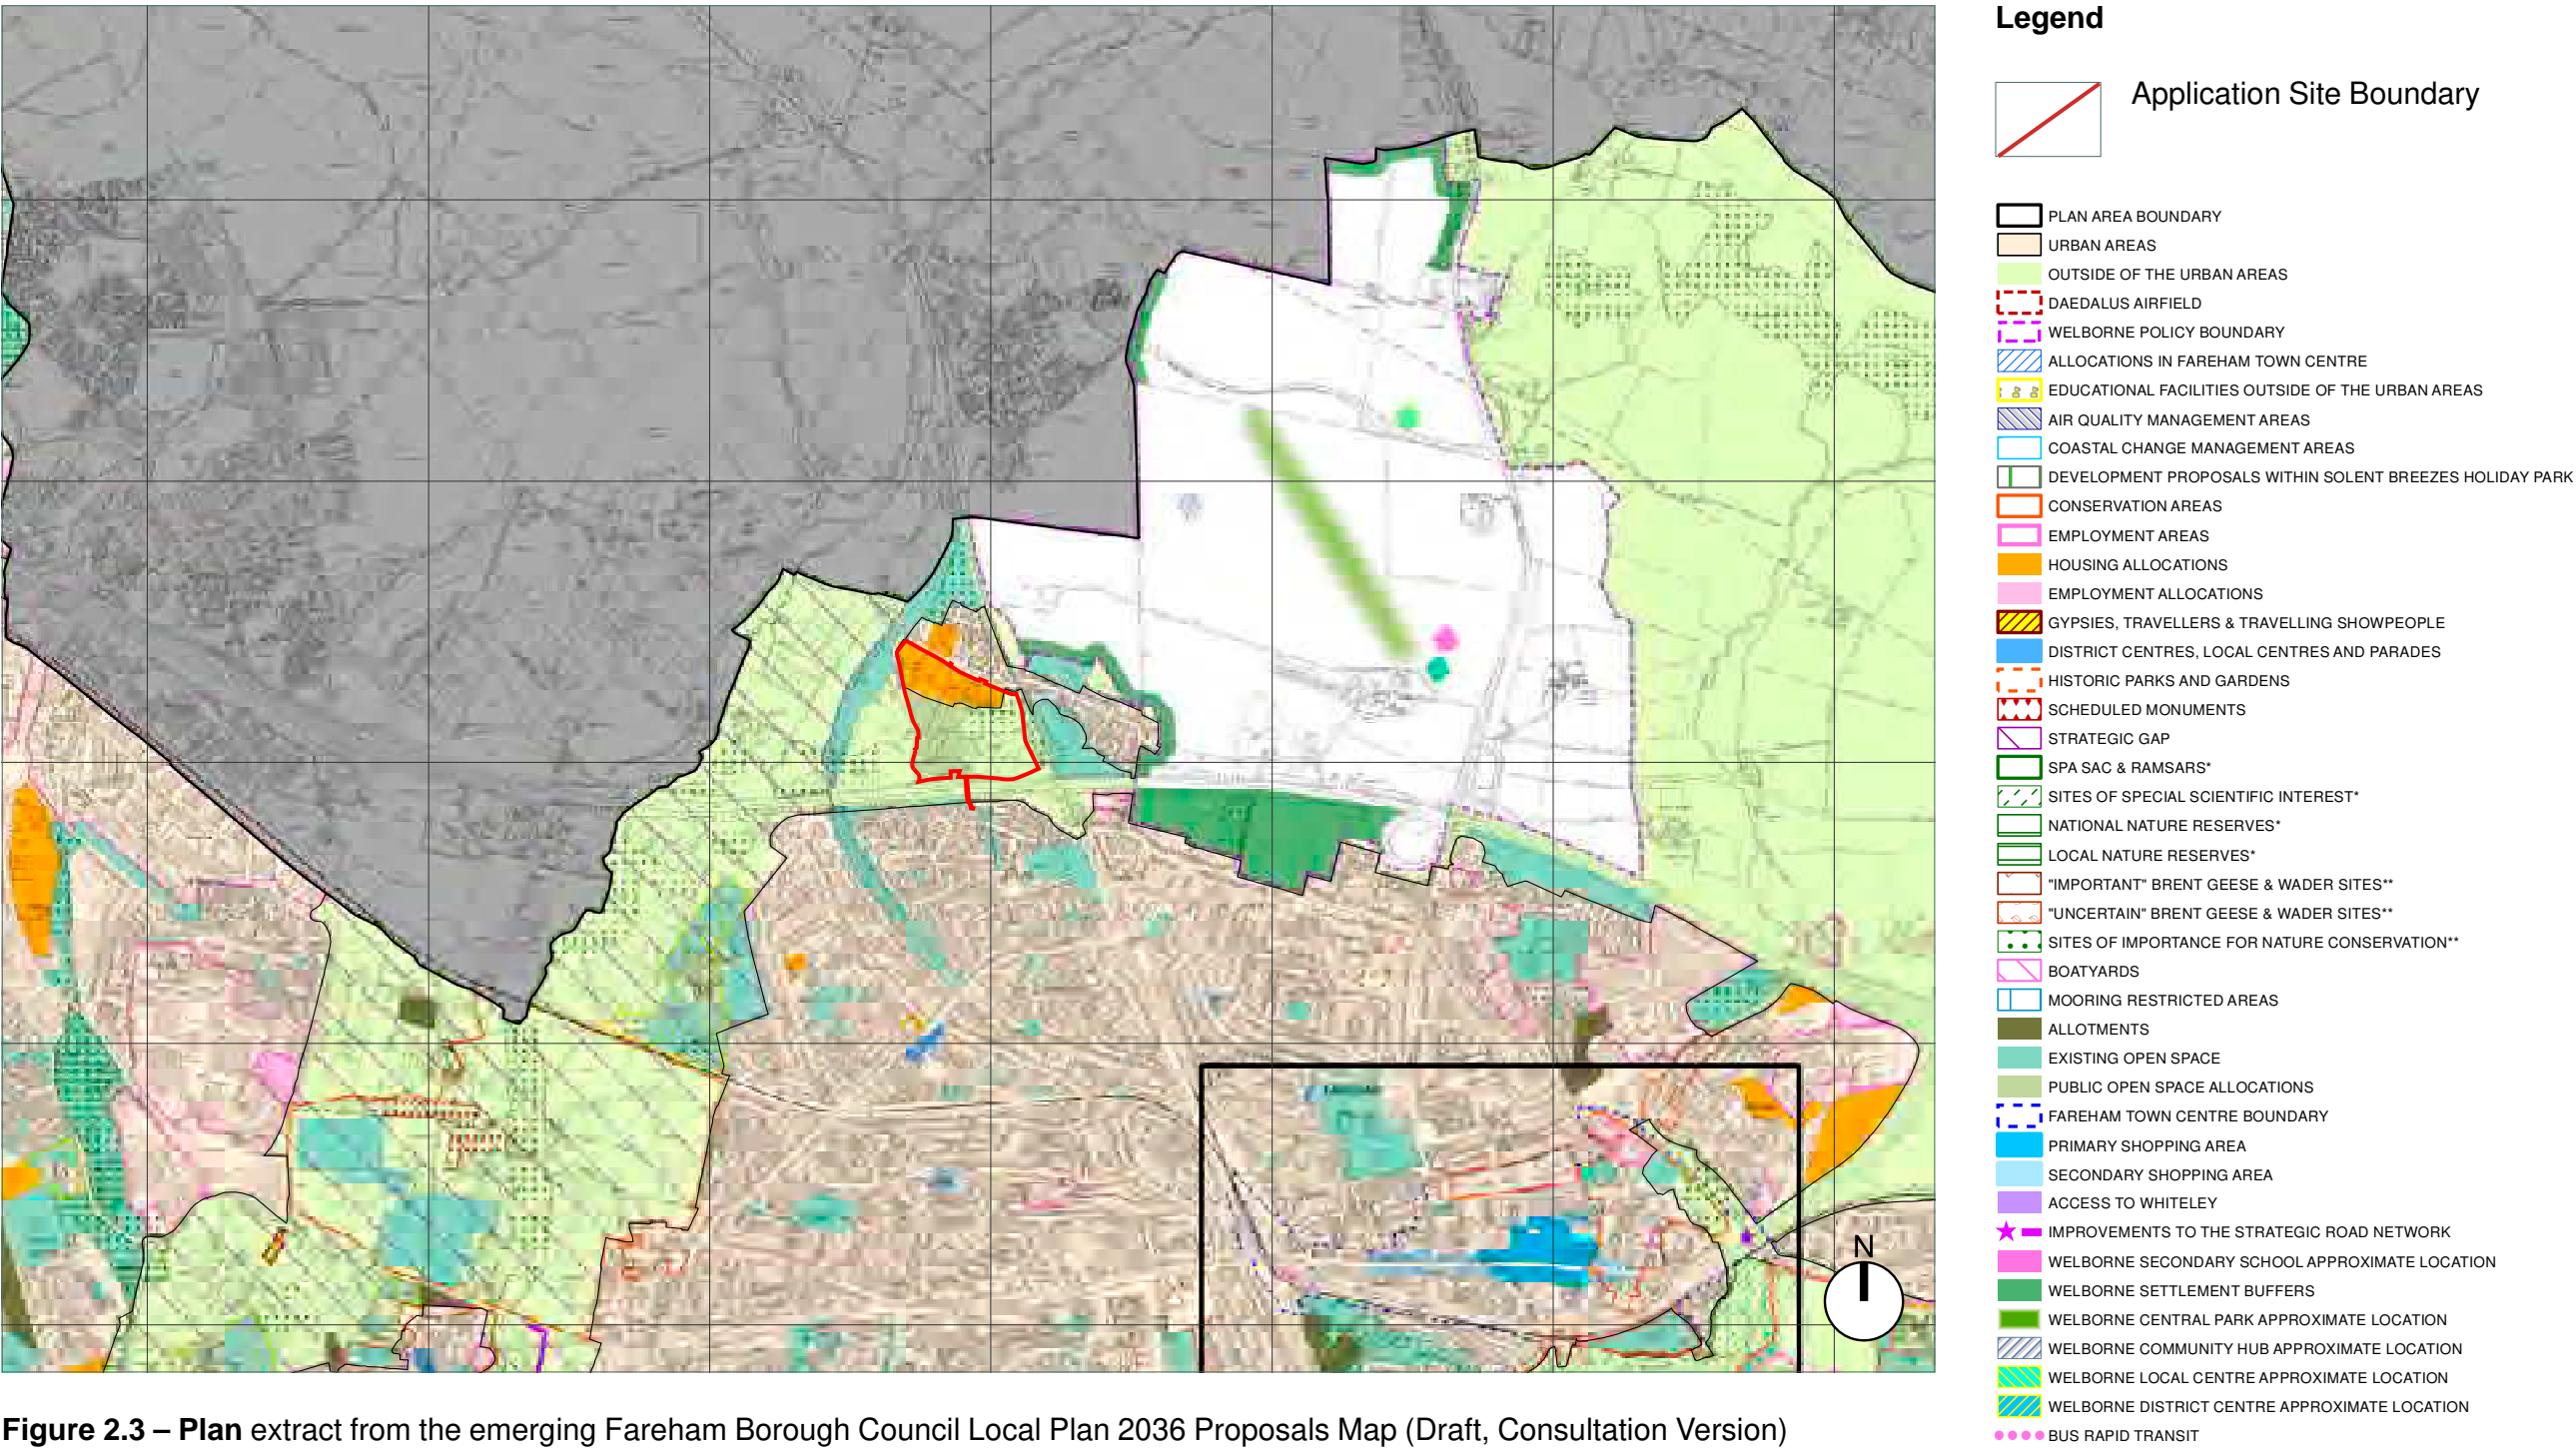 Legend
Application Site Boundary
PLAN AREA BOUNDARY
URBAN AREAS
OUTSIDE OF THE URBAN AREAS
DAEDALUS AIRFIELD
WELBORNE POLICY BOUNDARY
ALLOCATIONS IN FAREHAM TOWN CENTRE
EDUCATIONAL FACILITIES OUTSIDE OF THE URBAN AREAS
AIR QUALITY MANAGEMENT AREAS
COASTAL CHANGE MANAGEMENT AREAS
DEVELOPMENT PROPOSALS WITHIN SOLENT BREEZES HOLIDAY PARK
CONSERVATION AREAS
EMPLOYMENT AREAS
HOUSING ALLOCATIONS
EMPLOYMENT ALLOCATIONS
GYPSIES, TRAVELLERS & TRAVELLING SHOWPEOPLE
DISTRICT CENTRES, LOCAL CENTRES AND PARADES
HISTORIC PARKS AND GARDENS
SCHEDULED MONUMENTS
STRATEGIC GAP
SPA SAC & RAMSARS*
SITES OF SPECIAL SCIENTIFIC INTEREST*
NATIONAL NATURE RESERVES*
LOCAL NATURE RESERVES*
"IMPORTANT" BRENT GEESE & WADER SITES**
"UNCERTAIN" BRENT GEESE & WADER SITES**
SITES OF IMPORTANCE FOR NATURE CONSERVATION**
BOATYARDS
MOORING RESTRICTED AREAS
ALLOTMENTS
EXISTING OPEN SPACE
PUBLIC OPEN SPACE ALLOCATIONS
FAREHAM TOWN CENTRE BOUNDARY
PRIMARY SHOPPING AREA
SECONDARY SHOPPING AREA
ACCESS TO WHITELEY
IMPROVEMENTS TO THE STRATEGIC ROAD NETWORK
WELBORNE SECONDARY SCHOOL APPROXIMATE LOCATION
WELBORNE SETTLEMENT BUFFERS
WELBORNE CENTRAL PARK APPROXIMATE LOCATION
WELBORNE COMMUNITY HUB APPROXIMATE LOCATION
WELBORNE LOCAL CENTRE APPROXIMATE LOCATION
WELBORNE DISTRICT CENTRE APPROXIMATE LOCATION
BUS RAPID TRANSIT
N
Figure 2.3 – Plan extract from the emerging Fareham Borough Council Local Plan 2036 Proposals Map (Draft, Consultation Version)